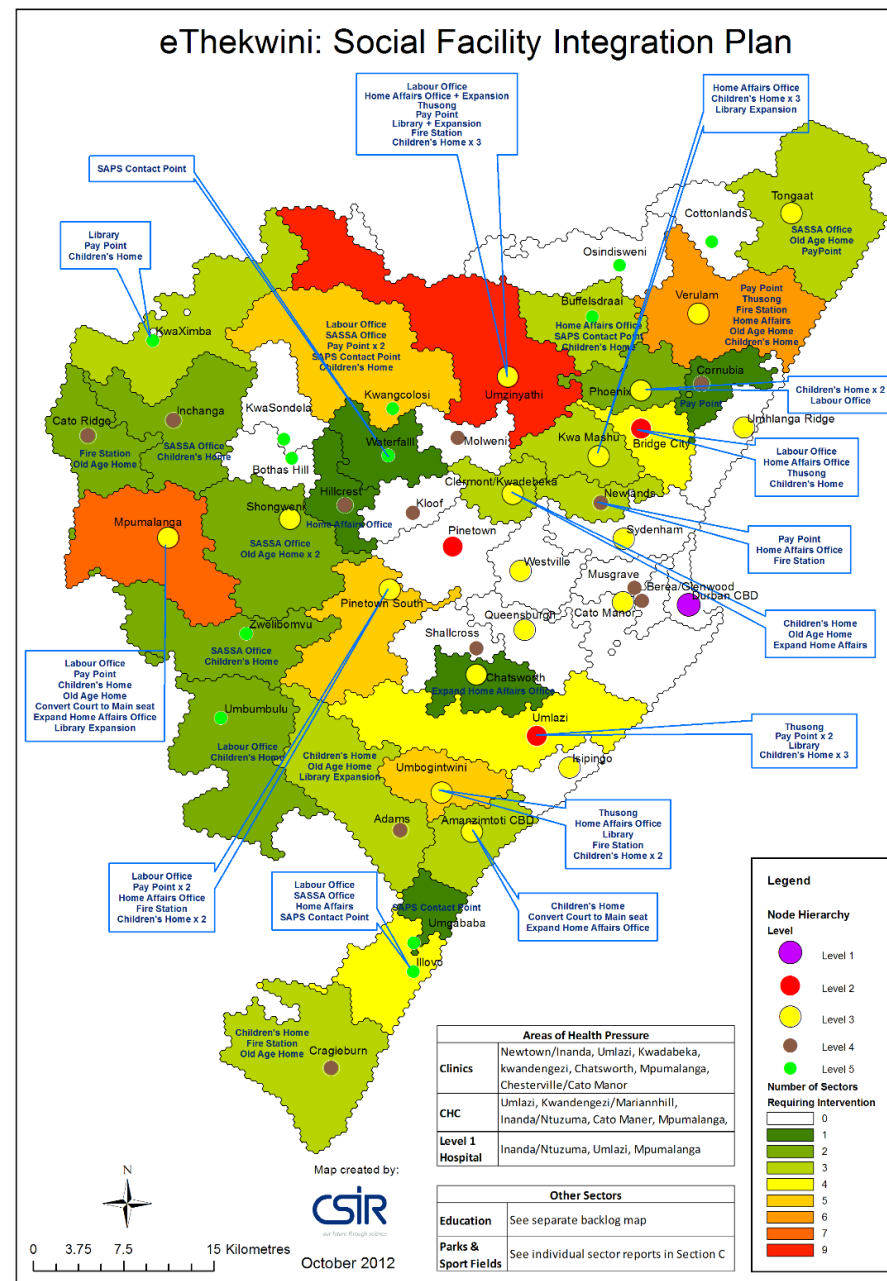 eThekwini: Social Facility Integration Plan
Labour Office
Home Affairs Office + Expansion
Thusong
Pay Point
Library + Expansion
Fire Station
Children's Home x 3
Home Affairs Office
Children's Home x 3
Library Expansion
SAPS Contact Point
Library
Pay Point
Children's Home
Tongaat
SASSA Office
Old Age Home
PayPoint
Cottonlands
Osindisweni
Buffelsdraai
Home Affairs Office
SAPS Contact Point
Children's Home
Verulam
Pay Point
Thusong
Fire Station
Home Affairs
Old Age Home
Children's Home
KwaXimba
Labour Office
SASSA Office
Pay Point x 2
SAPS Contact Point
Children's Home
Kwangcolosi
Umzinyathi
Phoenix
Cornubia
Pay Point
Children's Home x 2
Labour Office
Cato Ridge
Fire Station
Old Age Home
Inchanga
SASSA Office
Children's Home
KwaSondela
Bothas Hill
Waterfalll
Molweni
Kwa Mashu
Bridge City
Umhlanga Ridge
Labour Office
Home Affairs Office
Thusong
Children's Home
Hillcrest
Home Affairs Office
Kloof
Clermont/Kwadebeka
Newlands
Pay Point
Home Affairs Office
Fire Station
Mpumalanga
Shongweni
SASSA Office
Old Age Home x 2
Pinetown
Sydenham
Westville
Musgrave
Berea/Glenwood
Durban CBD
Cato Manor
Pinetown South
Queensburgh
Children's Home
Old Age Home
Expand Home Affairs
Zwelibomvu
SASSA Office
Children's Home
Shallcross
Chatsworth
Expand Home Affairs Office
Labour Office
Pay Point
Children's Home
Old Age Home
Convert Court to Main seat
Expand Home Affairs Office
Library Expansion
Umbumbulu
Labour Office
Children's Home
Umlazi
Thusong
Pay Point x 2
Library
Children's Home x 3
Children's Home
Old Age Home
Library Expansion
Umbogintwini
Isipingo
Adams
Amanzimtoti CBD
Thusong
Home Affairs Office
Library
Fire Station
Children's Home x 2
Labour Office
Pay Point x 2
Home Affairs Office
Fire Station
Children's Home x 2
Labour Office
SASSA Office
Home Affairs
SAPS Contact Point
SAPS Contact Point
Umgababa
Children's Home
Convert Court to Main seat
Expand Home Affairs Office
Illovo
Children's Home
Fire Station
Old Age Home
Cragieburn
Legend
Node Hierarchy
Level
Level 1
Level 2
Level 3
Level 4
Level 5
Number of Sectors
Requiring Intervention
0
1
2
3
4
5
6
7
9
Areas of Health Pressure
Clinics Newtown/Inanda, Umlazi, Kwadabeka,
kwandengezi, Chatsworth, Mpumalanga,
Chesterville/Cato Manor
CHC Umlazi, Kwandengezi/Mariannhill,
Inanda/Ntuzuma, Cato Maner, Mpumalanga,
Level 1
Hospital Inanda/Ntuzuma, Umlazi, Mpumalanga
Other Sectors
Education See separate backlog map
Parks &
Sport Fields See individual sector reports in Section C
N
Map created by:
CSIR
our future through science
October 2012
0 3.75 7.5 15 Kilometres